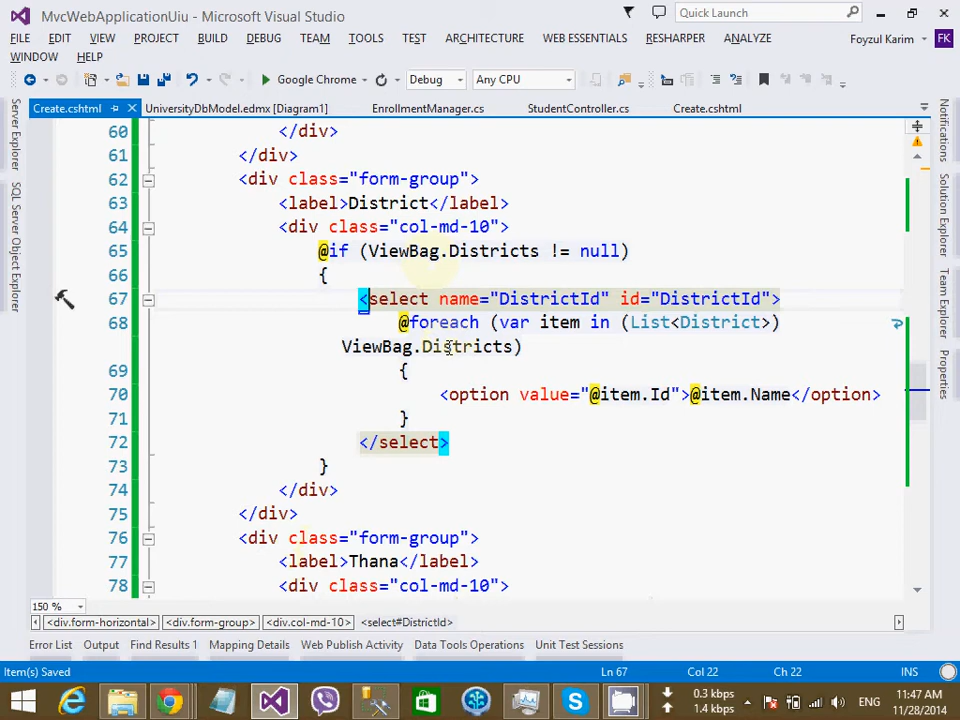 MvcWebApplicationUiu - Microsoft Visual Studio
Quick Launch
FILE EDIT VIEW PROJECT BUILD DEBUG TEAM TOOLS TEST ARCHITECTURE WEB ESSENTIALS RESHARPER ANALYZE
Foyzul Karim FK
WINDOW HELP
Google Chrome Debug Any CPU
Create.cshtml UniversityDbModel.edmx [Diagram1] EnrollmentManager.cs StudentController.cs Create.cshtml
Server Explorer
SQL Server Object Explorer
60 </div>
61 </div>
62 <div class="form-group">
63 <label>District</label>
64 <div class="col-md-10">
65 @if (ViewBag.Districts != null)
66 {
67 <select name="DistrictId" id="DistrictId">
68 @foreach (var item in (List<District>)
ViewBag.Districts)
69 {
70 <option value="@item.Id">@item.Name</option>
71 }
72 </select>
73 }
74 </div>
75 </div>
76 <div class="form-group">
77 <label>Thana</label>
78 <div class="col-md-10">
Notifications
Solution Explorer
Team Explorer
Properties
150 %
<div.form-horizontal> <div.form-group> <div.col-md-10> <select#DistrictId>
Error List Output Find Results 1 Mapping Details Web Publish Activity Data Tools Operations Unit Test Sessions
Item(s) Saved Ln 67 Col 22 Ch 22 INS
0.3 kbps
1.4 kbps
ENG
11:47 AM
11/28/2014